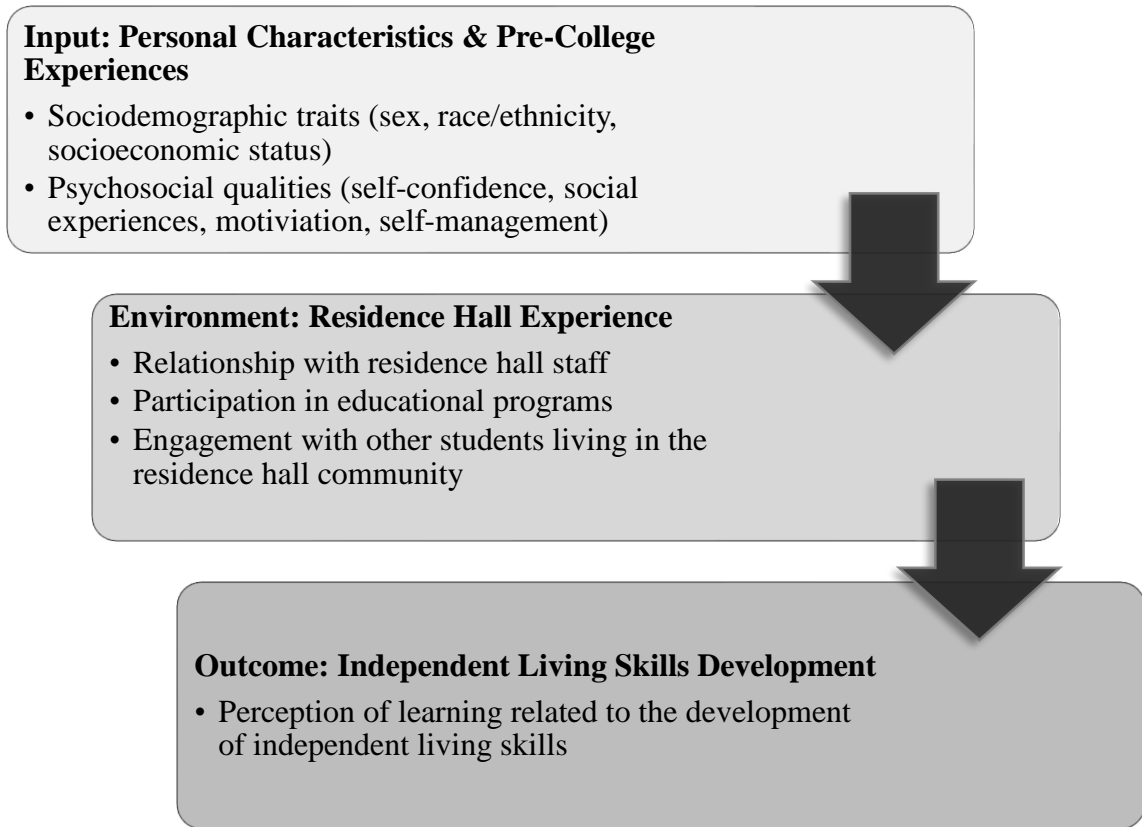 Input: Personal Characteristics & Pre-College
Experiences
• Sociodemographic traits (sex, race/ethnicity,
socioeconomic status)
• Psychosocial qualities (self-confidence, social
experiences, motiviation, self-management)
Environment: Residence Hall Experience
• Relationship with residence hall staff
• Participation in educational programs
• Engagement with other students living in the
residence hall community
Outcome: Independent Living Skills Development
• Perception of learning related to the development
of independent living skills